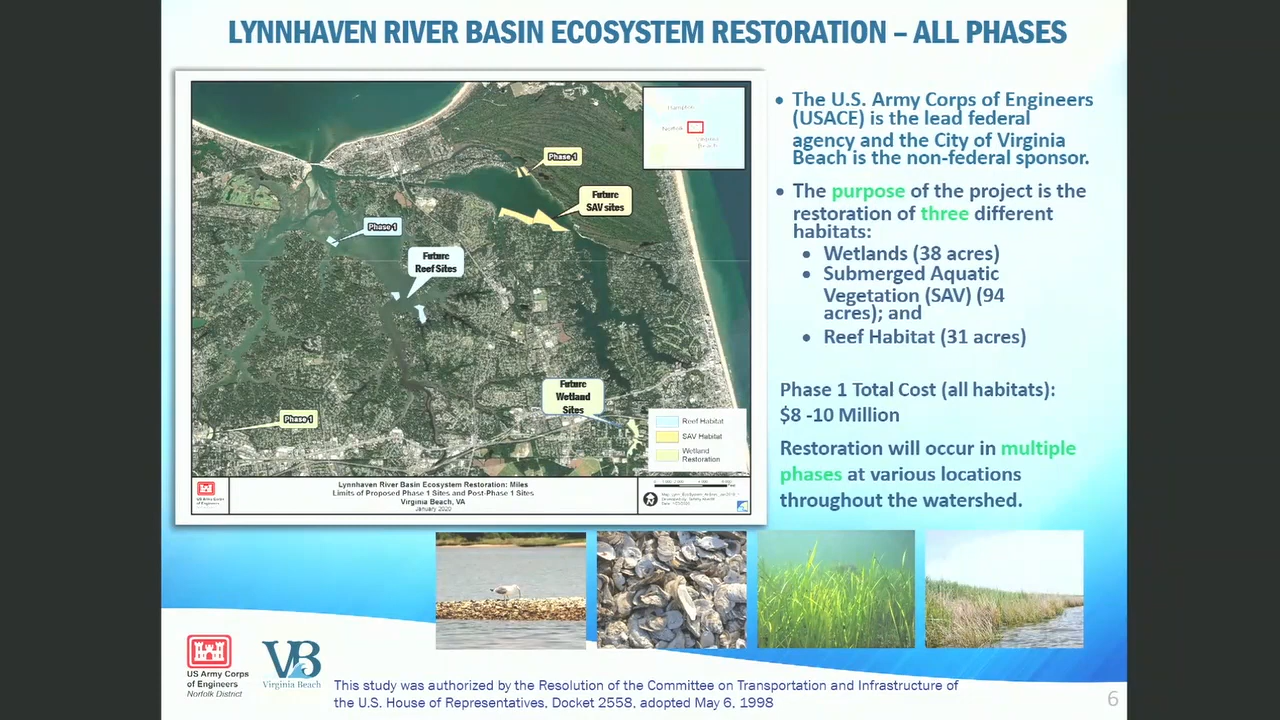 LYNNHAVEN RIVER BASIN ECOSYSTEM RESTORATION – ALL PHASES
Phase 1
Future
SAV sites
Phase 1
Future
Reef Sites
Future
Wetland
Sites
Phase 1
Reef Habitat
SAV Habitat
Wetland
Restoration
Lynnhaven River Basin Ecosystem Restoration: Miles
Limits of Proposed Phase 1 Sites and Post-Phase 1 Sites
Virginia Beach, VA
January 2020
• The U.S. Army Corps of Engineers
(USACE) is the lead federal
agency and the City of Virginia
Beach is the non-federal sponsor.
• The purpose of the project is the
restoration of three different
habitats:
• Wetlands (38 acres)
• Submerged Aquatic
Vegetation (SAV) (94
acres); and
• Reef Habitat (31 acres)
Phase 1 Total Cost (all habitats):
$8 -10 Million
Restoration will occur in multiple
phases at various locations
throughout the watershed.
US Army Corps
of Engineers
Norfolk District
VB
Virginia Beach
This study was authorized by the Resolution of the Committee on Transportation and Infrastructure of
the U.S. House of Representatives, Docket 2558, adopted May 6, 1998
6